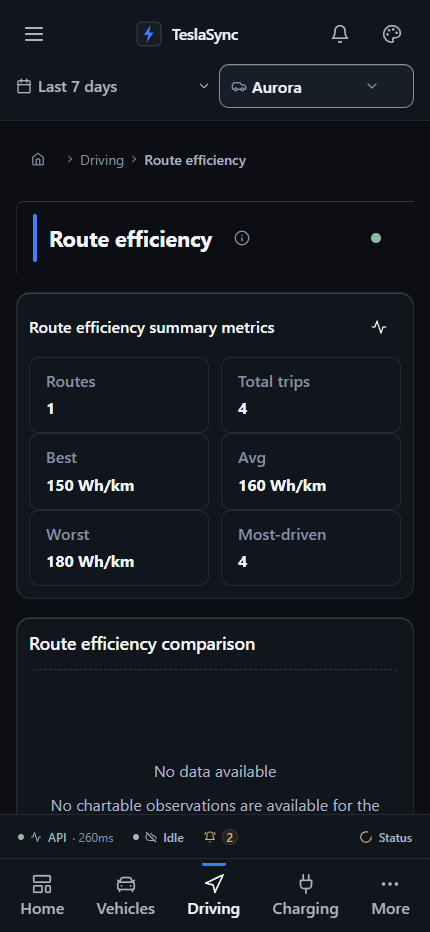 TeslaSync
Last 7 days
Aurora
Driving
Route efficiency
Route efficiency
Route efficiency summary metrics
Routes
1
Total trips
4
Best
150 Wh/km
Avg
160 Wh/km
Worst
180 Wh/km
Most-driven
4
Route efficiency comparison
No data available
No chartable observations are available for the
API · 260ms
Idle
2
Status
Home
Vehicles
Driving
Charging
More